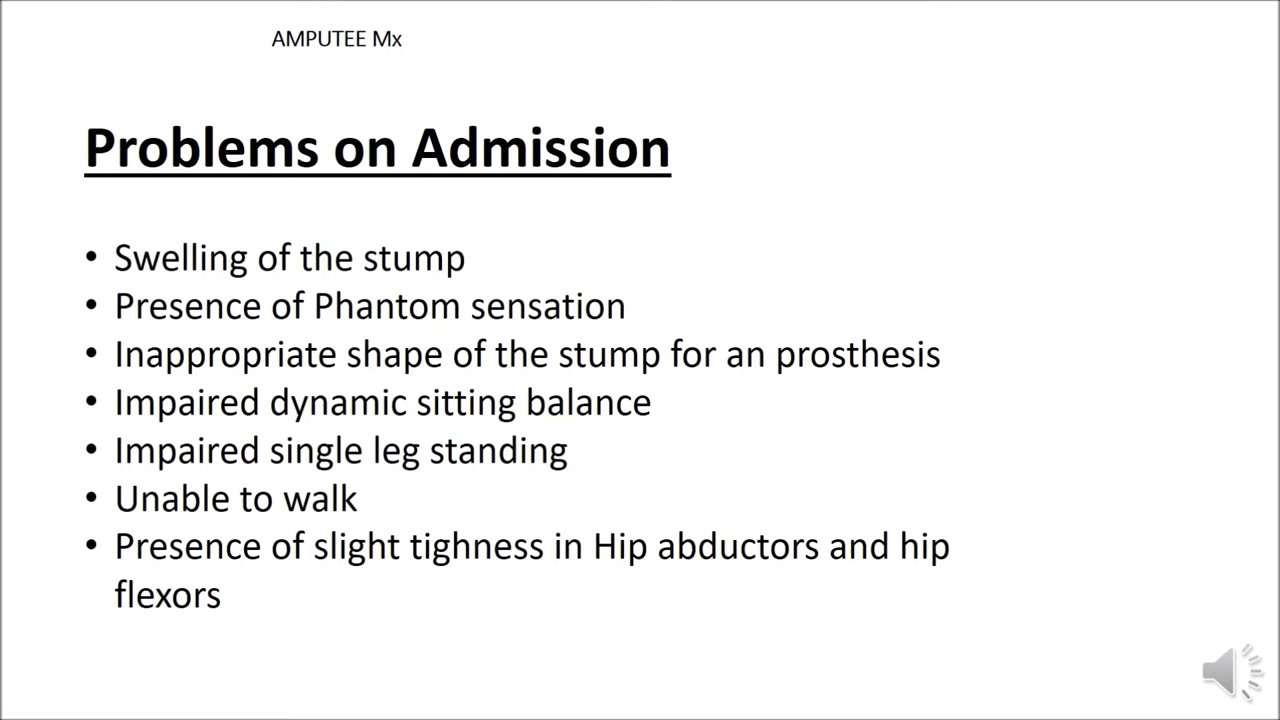 AMPUTEE Mx
Problems on Admission
• Swelling of the stump
• Presence of Phantom sensation
• Inappropriate shape of the stump for an prosthesis
• Impaired dynamic sitting balance
• Impaired single leg standing
• Unable to walk
• Presence of slight tighness in Hip abductors and hip
flexors